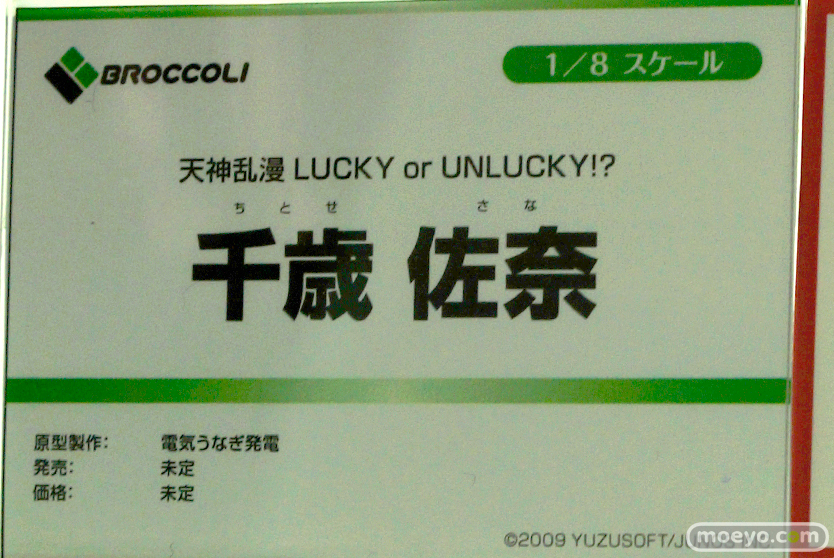 BROCCOLI
1/8 スケール
天神乱漫 LUCKY or UNLUCKY!?
ちとせ さな
千歳 佐奈
原型製作: 電気うなぎ発電
発売: 未定
価格: 未定
©2009 YUZUSOFT/
moeyo.com